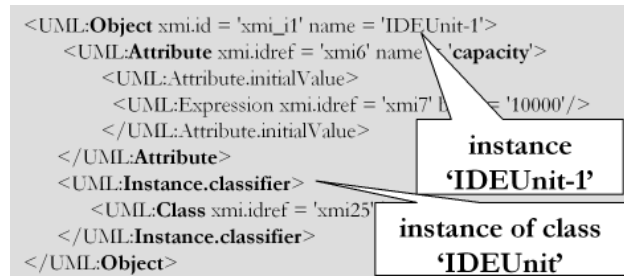 <UML:Object xmi.id = 'xmi_i1' name = 'IDEUnit-1'>
<UML:Attribute xmi.idref = 'xmi6' name 'capacity'>
<UML:Attribute.initialValue>
<UML:Expression xmi.idref = 'xmi7' = '10000'/>
</UML:Attribute.initialValue>
</UML:Attribute>
<UML:Instance.classifier>
<UML:Class xmi.idref = 'xmi25'
</UML:Instance.classifier>
</UML:Object>
instance
‘IDEUnit-1’
instance of class
‘IDEUnit’